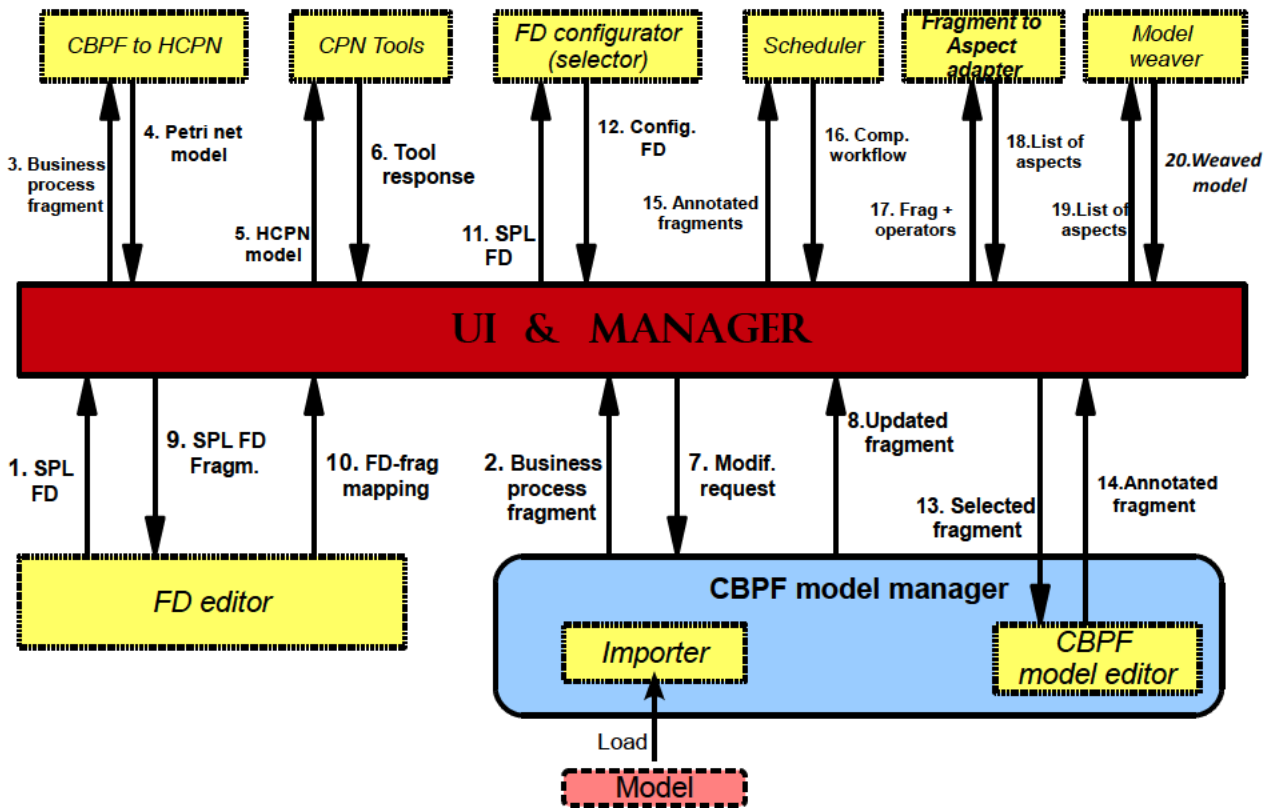 CBPF to HCPN
CPN Tools
FD configurator
(selector)
Scheduler
Fragment to
Aspect
adapter
Model
weaver
3. Business
process
fragment
4. Petri net
model
5. HCPN
model
6. Tool
response
11. SPL
FD
12. Config.
FD
15. Annotated
fragments
16. Comp.
workflow
17. Frag +
operators
18.List of
aspects
19.List of
aspects
20.Weaved
model
UI & MANAGER
1. SPL
FD
9. SPL FD
Fragm.
10. FD-frag
mapping
2. Business
process
fragment
7. Modif.
request
8.Updated
fragment
13. Selected
fragment
14.Annotated
fragment
FD editor
CBPF model manager
Importer
CBPF
model editor
Load
Model